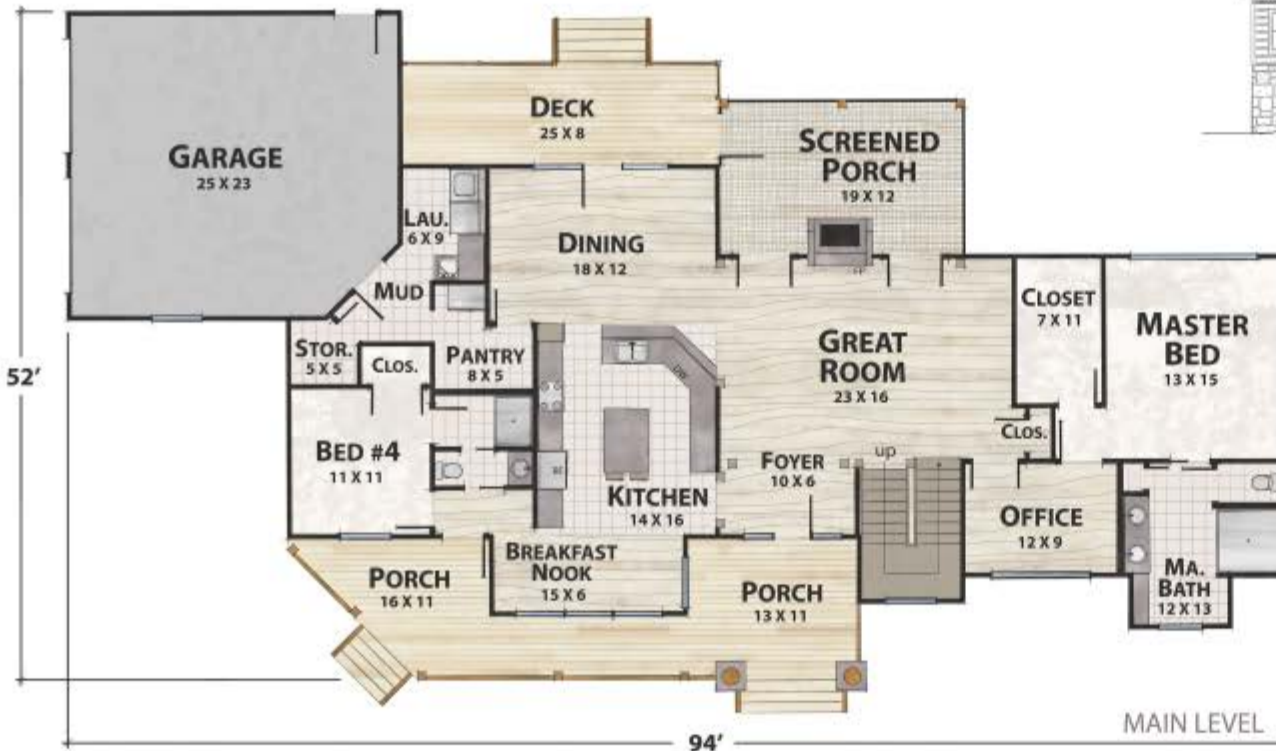 GARAGE
25 X 23
DECK
25 X 8
SCREENED
PORCH
19 X 12
LAU.
6 X 9
DINING
18 X 12
MUD
CLOSET
7 X 11
MASTER
BED
13 X 15
STOR.
5 X 5
CLOS.
PANTRY
8 X 5
GREAT
ROOM
23 X 16
52'
CLOS.
BED #4
11 X 11
up
FOYER
10 X 6
KITCHEN
14 X 16
OFFICE
12 X 9
BREAKFAST
NOOK
15 X 6
PORCH
16 X 11
PORCH
13 X 11
MA.
BATH
12 X 13
MAIN LEVEL
94'